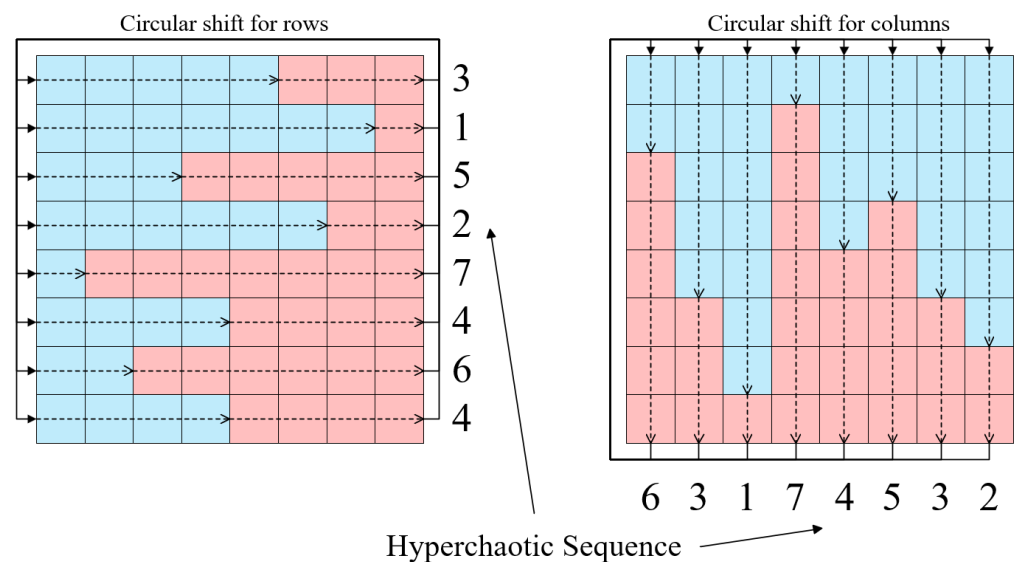 Circular shift for rows
3
1
5
2
7
4
6
4
Circular shift for columns
6 3 1 7 4 5 3 2
Hyperchaotic Sequence